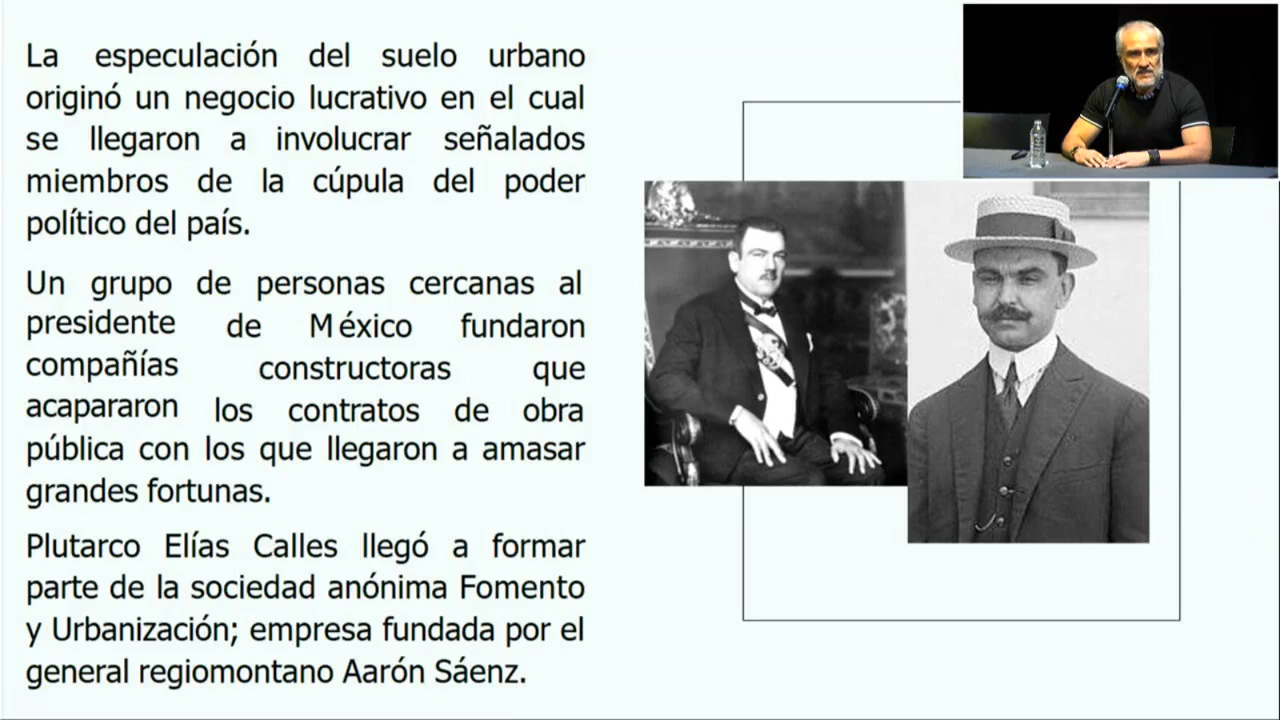 La especulación del suelo urbano
originó un negocio lucrativo en el cual
se llegaron a involucrar señalados
miembros de la cúpula del poder
político del país.
Un grupo de personas cercanas al
presidente de México fundaron
compañías constructoras que
acapararon los contratos de obra
pública con los que llegaron a amasar
grandes fortunas.
Plutarco Elías Calles llegó a formar
parte de la sociedad anónima Fomento
y Urbanización; empresa fundada por el
general regiomontano Aarón Sáenz.